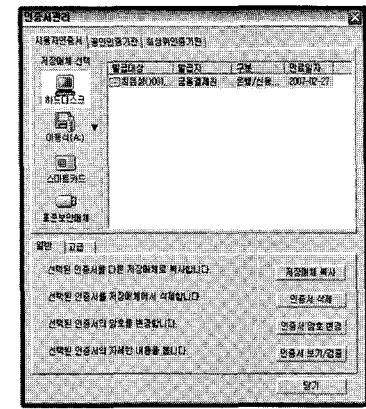 인증서관리
사용자인증서 공인인증기관 최상위인증기관
저장매체 선택
발급대상 발급자 구분 만료일자
금융결제원 은행/신용... 2007-02-27
하드디스크
이동식(A:)
스마트카드
표준보안매체
일반 고급
선택된 인증서를 다른 저장매체로 복사합니다. 저장매체 복사
선택된 인증서를 저장매체에서 삭제합니다. 인증서 삭제
선택된 인증서의 암호를 변경합니다. 인증서 암호 변경
선택된 인증서의 자세한 내용을 봅니다. 인증서 보기/검증
닫기